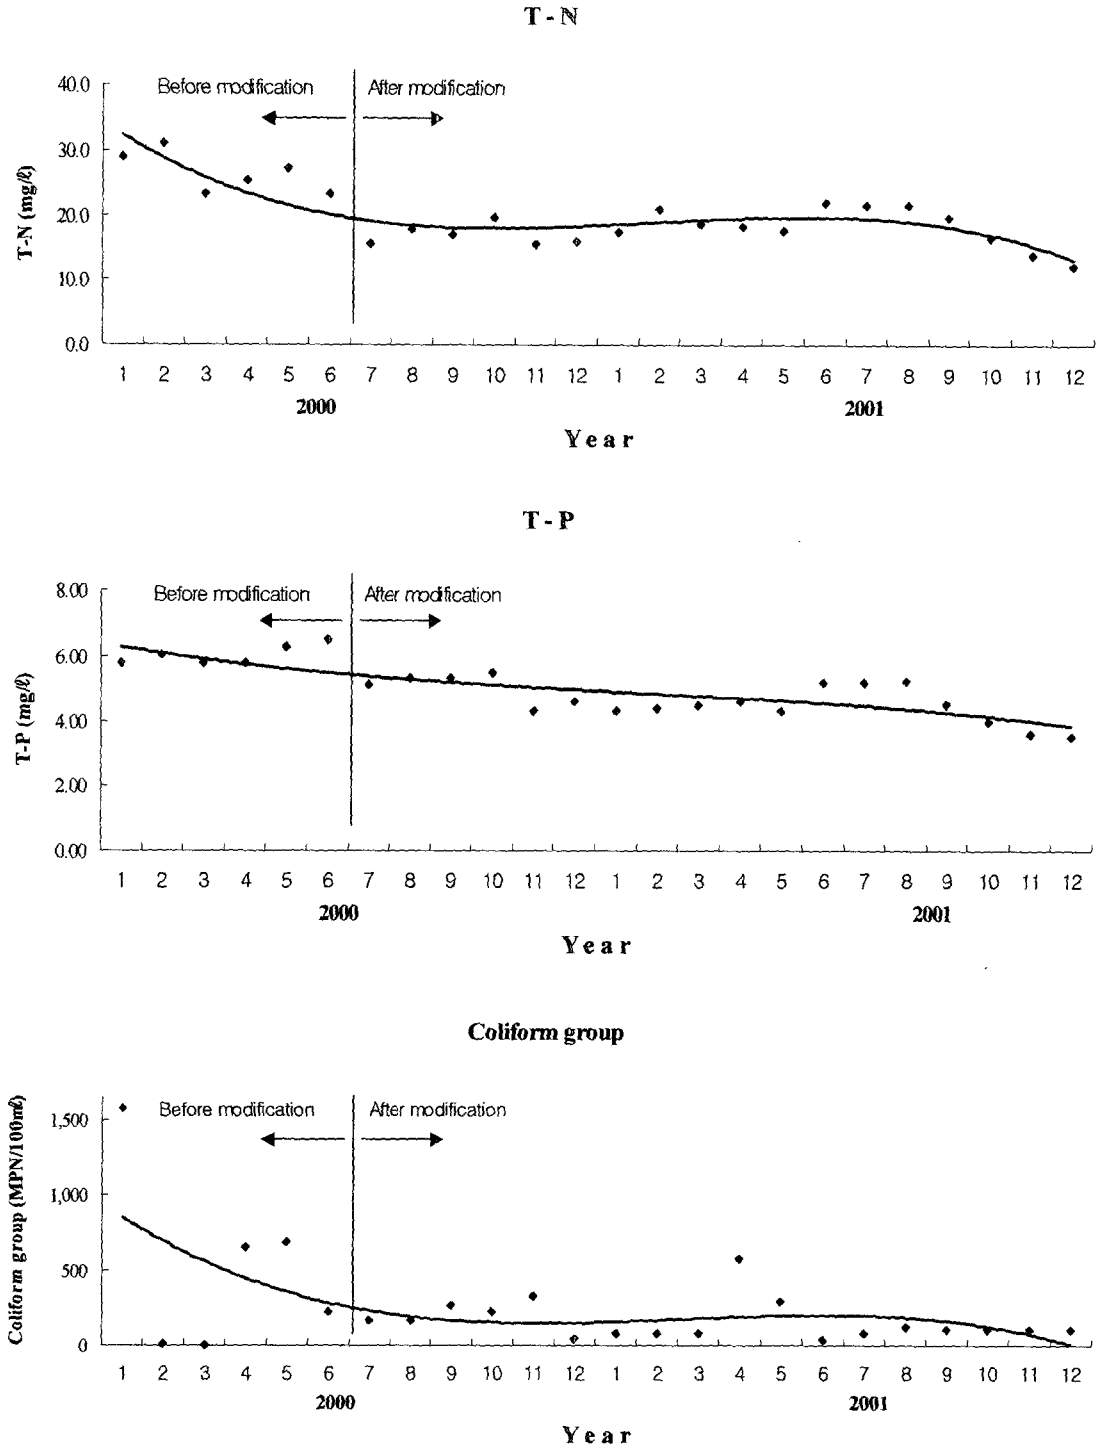 T - N
Before modification After modification
40.0
30.0
20.0
10.0
0.0
T-N (mg/ℓ)
1 2 3 4 5 6 7 8 9 10 11 12 1 2 3 4 5 6 7 8 9 10 11 12
2000 2001
Year
T - P
Before modification After modification
8.00
6.00
4.00
2.00
0.00
T-P (mg/ℓ)
1 2 3 4 5 6 7 8 9 10 11 12 1 2 3 4 5 6 7 8 9 10 11 12
2000 2001
Year
Coliform group
Before modification After modification
1,500
1,000
500
0
Coliform group (MPN/100mℓ)
1 2 3 4 5 6 7 8 9 10 11 12 1 2 3 4 5 6 7 8 9 10 11 12
2000 2001
Year